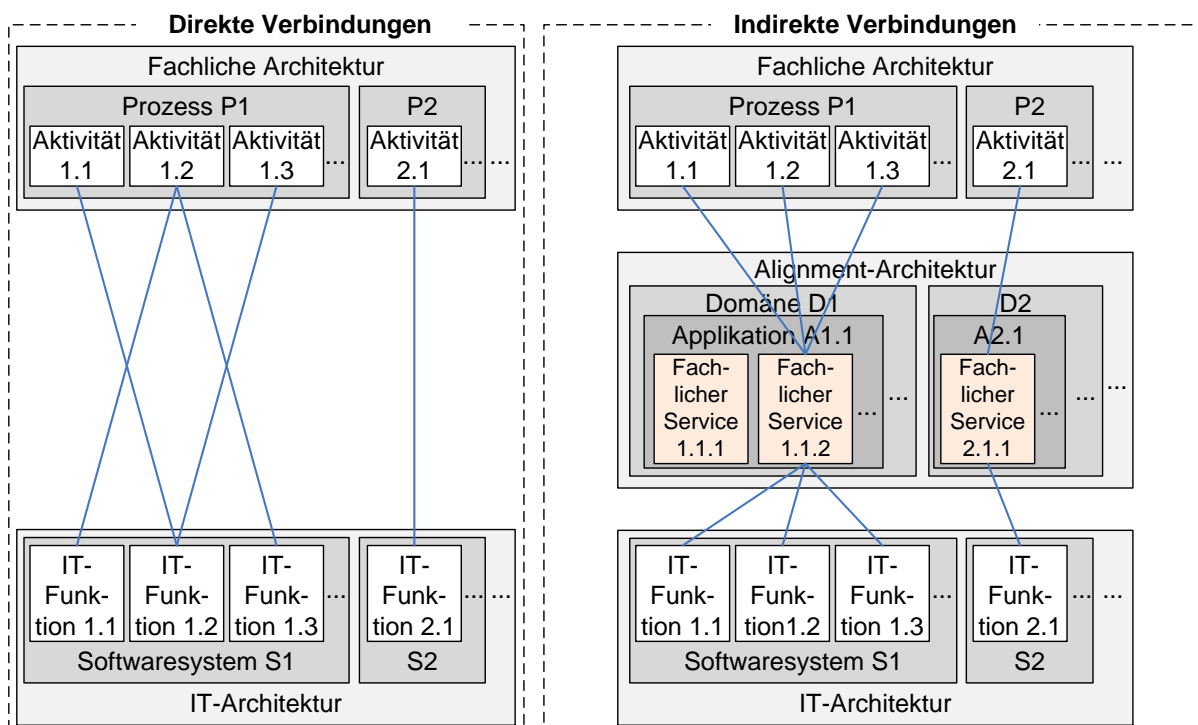 Direkte Verbindungen
Fachliche Architektur
Prozess P1
Aktivität
1.1
Aktivität
1.2
Aktivität
1.3
...
P2
Aktivität
2.1
...
...
IT-
Funk-
tion 1.1
IT-
Funk-
tion 1.2
IT-
Funk-
tion 1.3
...
Softwaresystem S1
IT-
Funk-
tion 2.1
...
S2
...
IT-Architektur
Indirekte Verbindungen
Fachliche Architektur
Prozess P1
Aktivität
1.1
Aktivität
1.2
Aktivität
1.3
...
P2
Aktivität
2.1
...
...
Alignment-Architektur
Domäne D1
Applikation A1.1
Fach-
licher
Service
1.1.1
Fach-
licher
Service
1.1.2
...
...
D2
A2.1
Fach-
licher
Service
2.1.1
...
...
...
IT-
Funk-
tion 1.1
IT-
Funk-
tion1.2
IT-
Funk-
tion 1.3
...
Softwaresystem S1
IT-
Funk-
tion 2.1
...
S2
...
IT-Architektur